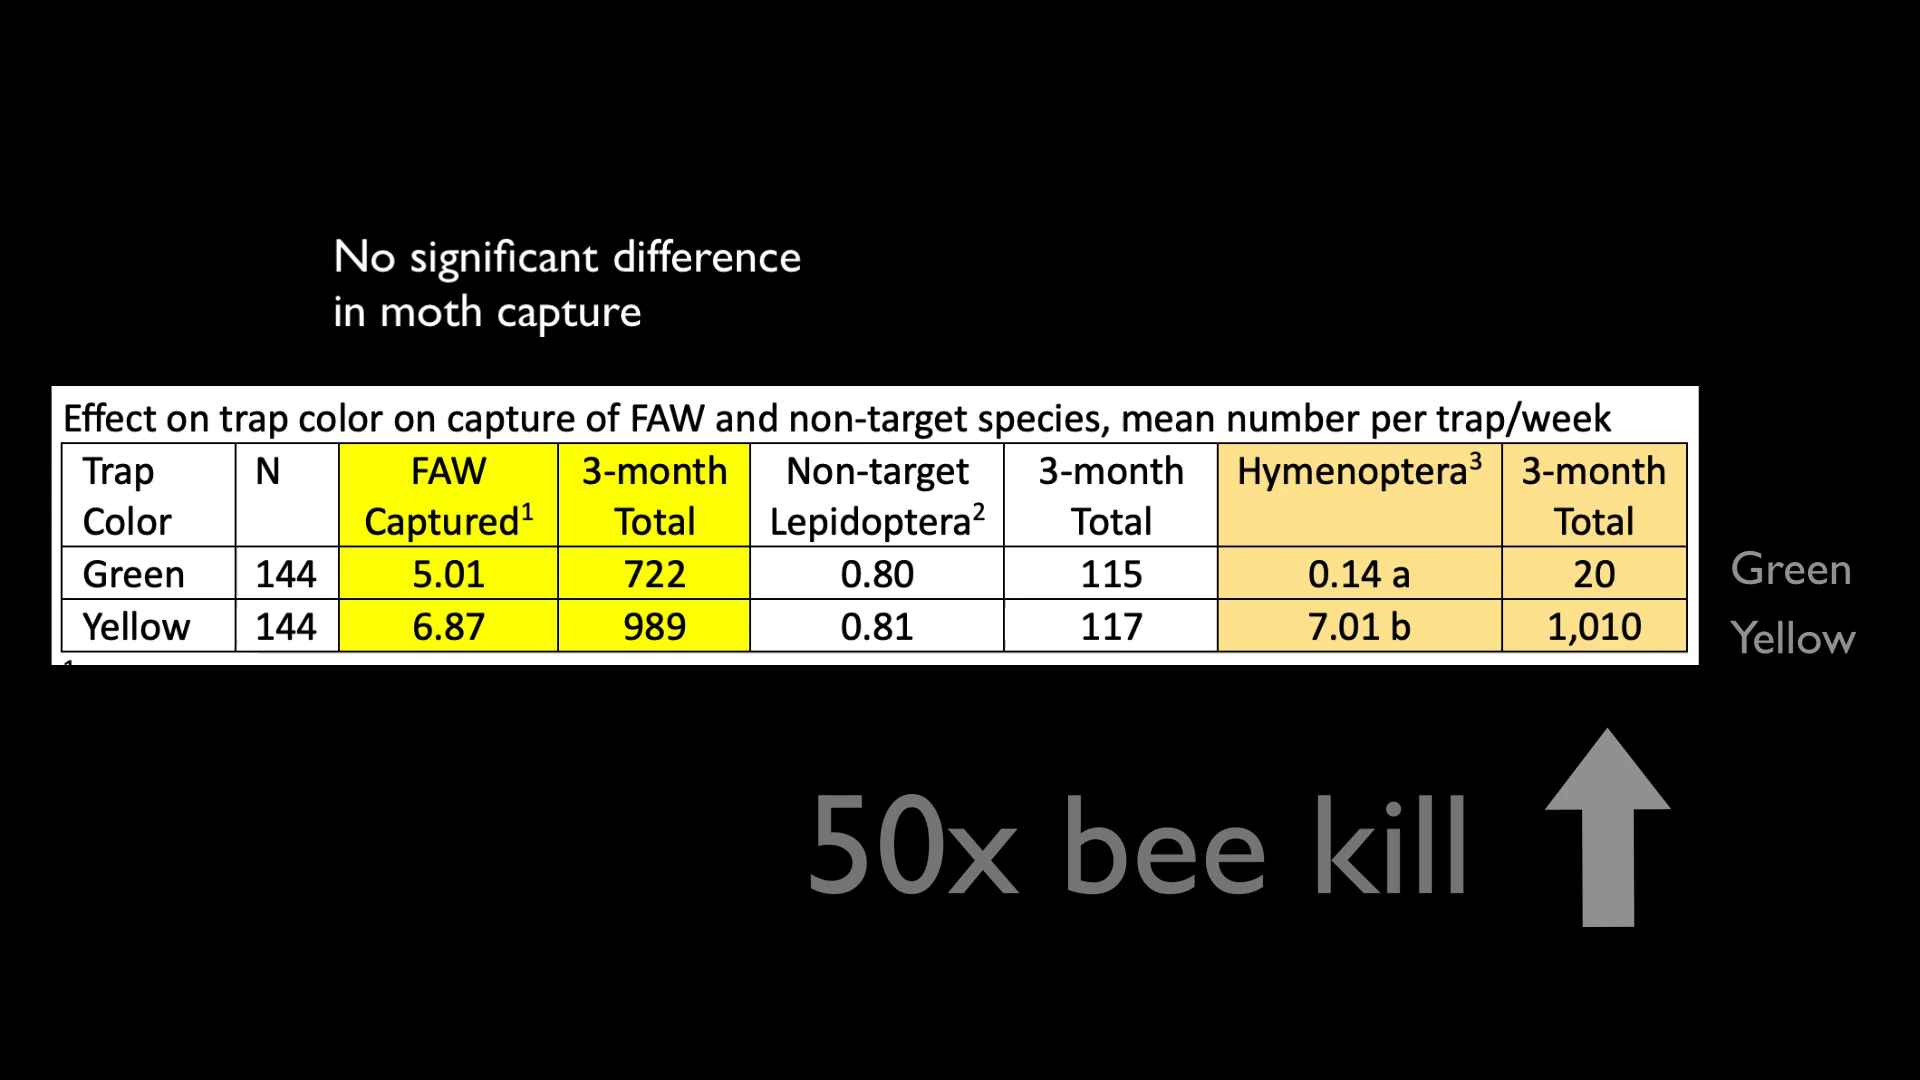 No significant difference
in moth capture
Effect on trap color on capture of FAW and non-target species, mean number per trap/week
Trap Color N FAW Captured¹ 3-month Total Non-target Lepidoptera² 3-month Total Hymenoptera³ 3-month Total
Green 144 5.01 722 0.80 115 0.14 a 20
Yellow 144 6.87 989 0.81 117 7.01 b 1,010
Green
Yellow
50x bee kill